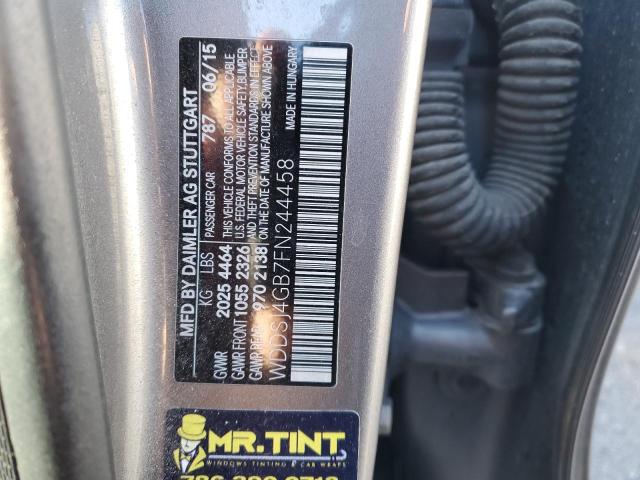 MFD BY DAIMLER AG STUTTGART
PASSENGER CAR 787 06/15
KG LBS
THIS VEHICLE CONFORMS TO ALL APPLICABLE
FEDERAL MOTOR VEHICLE SAFETY,BUMPER
AND THEFT PREVENTION STANDARDS IN EFFECT
ON THE DATE OF MANUFACTURE SHOWN ABOVE
GVWR 2025 4464
GAWR FRONT 1055 2326
GAWR REAR 970 2138
MADE IN HUNGARY
WDDSJ4GB7FN244458
MR.TINT
WINDOWS TINTING & CAR WRAPS